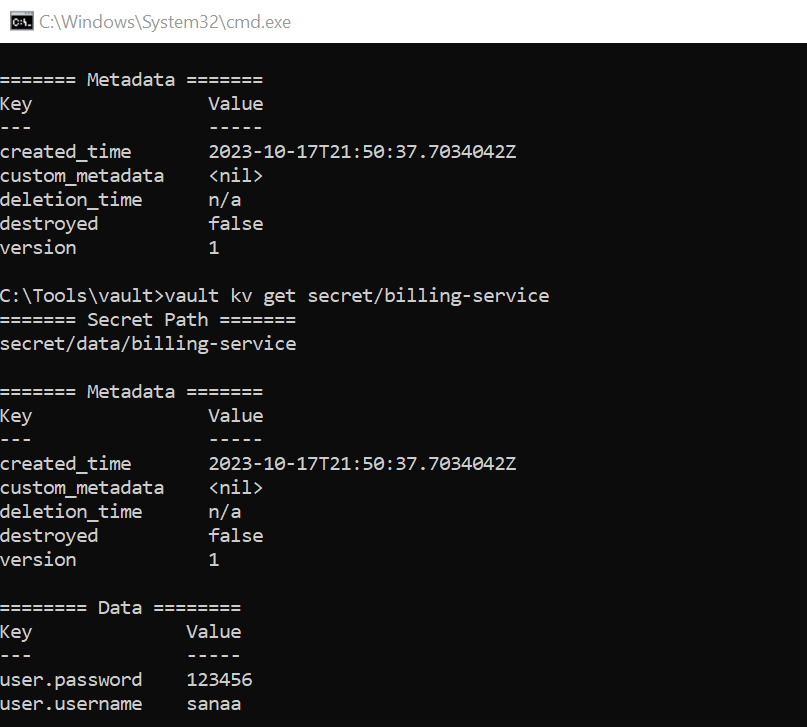 C:\Windows\System32\cmd.exe
======= Metadata =======
Key                Value
---                -----
created_time       2023-10-17T21:50:37.7034042Z
custom_metadata    <nil>
deletion_time      n/a
destroyed          false
version            1
C:\Tools\vault>vault kv get secret/billing-service
======= Secret Path =======
secret/data/billing-service
======= Metadata =======
Key                Value
---                -----
created_time       2023-10-17T21:50:37.7034042Z
custom_metadata    <nil>
deletion_time      n/a
destroyed          false
version            1
======== Data ========
Key              Value
---              -----
user.password    123456
user.username    sanaa